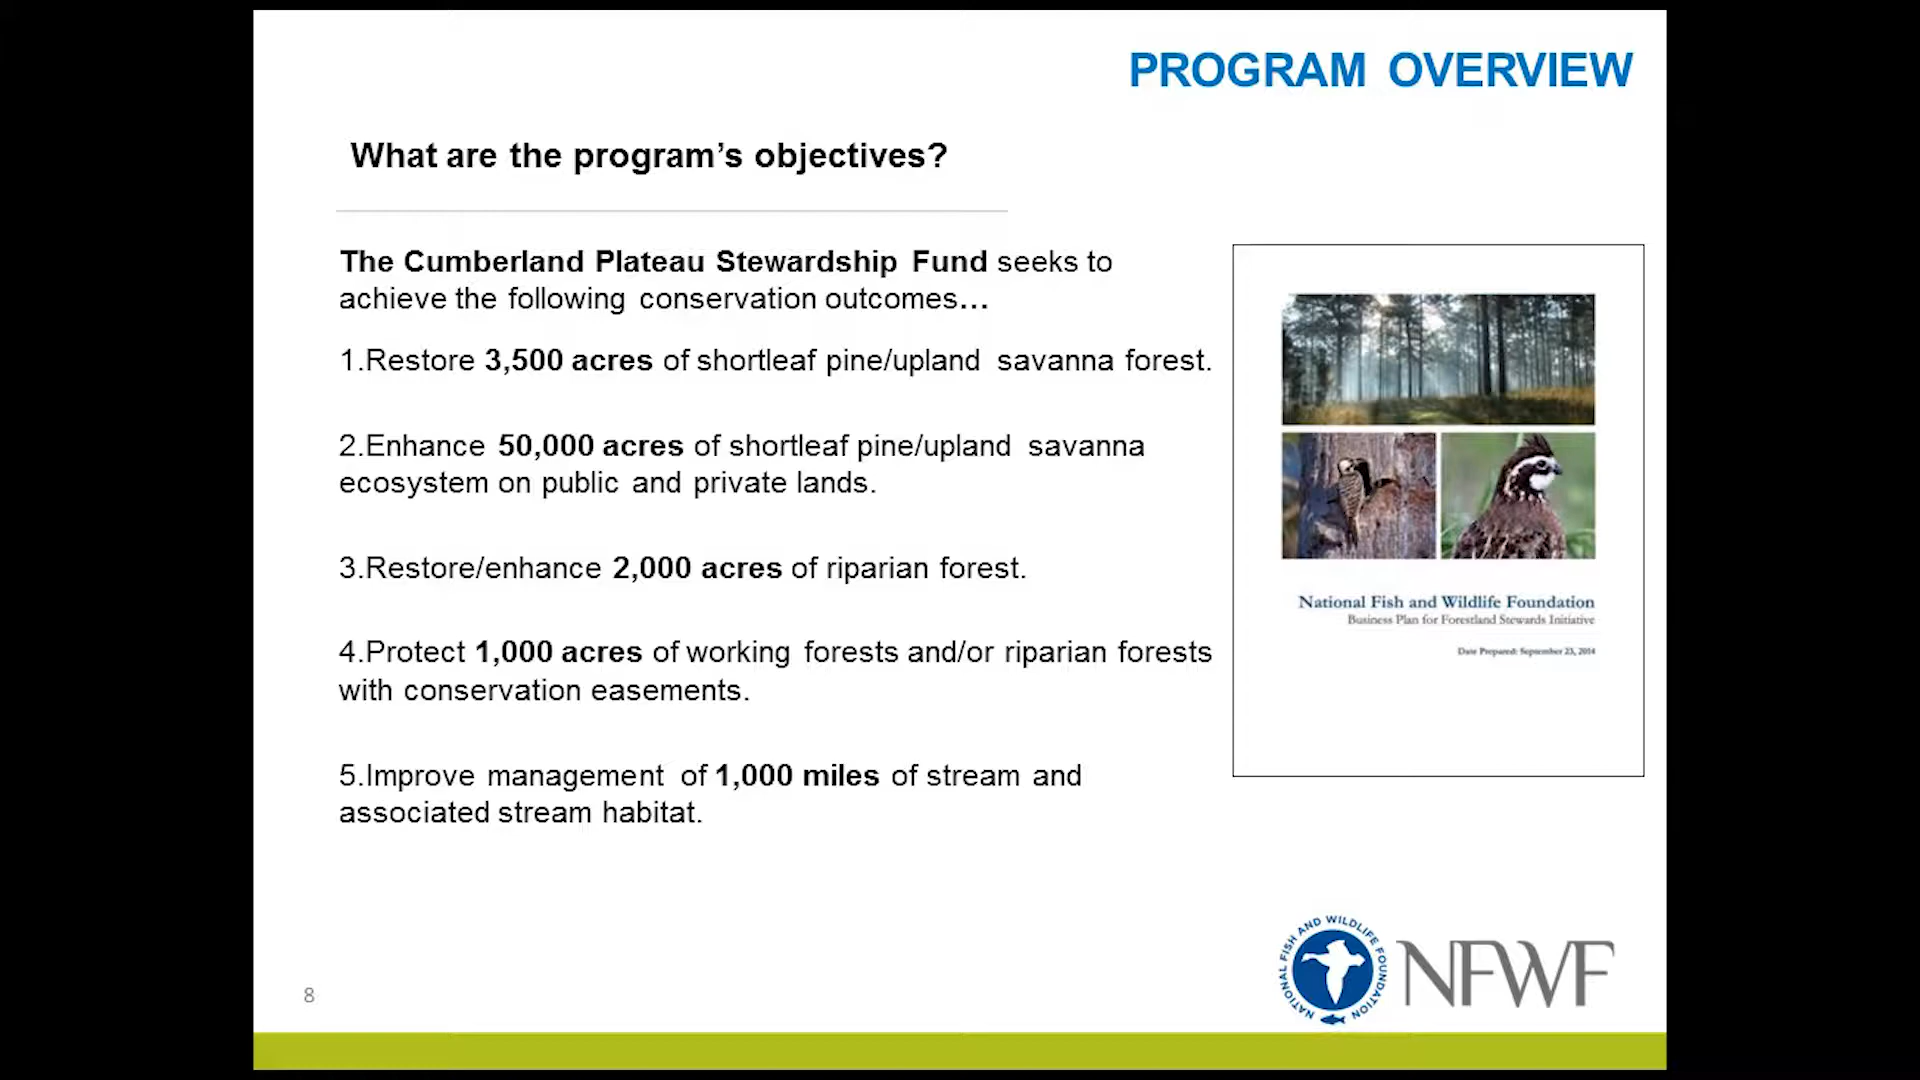 PROGRAM OVERVIEW
What are the program’s objectives?
The Cumberland Plateau Stewardship Fund seeks to
achieve the following conservation outcomes…
1.Restore 3,500 acres of shortleaf pine/upland savanna forest.
2.Enhance 50,000 acres of shortleaf pine/upland savanna
ecosystem on public and private lands.
3.Restore/enhance 2,000 acres of riparian forest.
4.Protect 1,000 acres of working forests and/or riparian forests
with conservation easements.
5.Improve management of 1,000 miles of stream and
associated stream habitat.
National Fish and Wildlife Foundation
Business Plan for Forestland Stewards Initiative
Date Prepared: September 23, 2014
NATIONAL FISH AND WILDLIFE FOUNDATION
NFWF
8